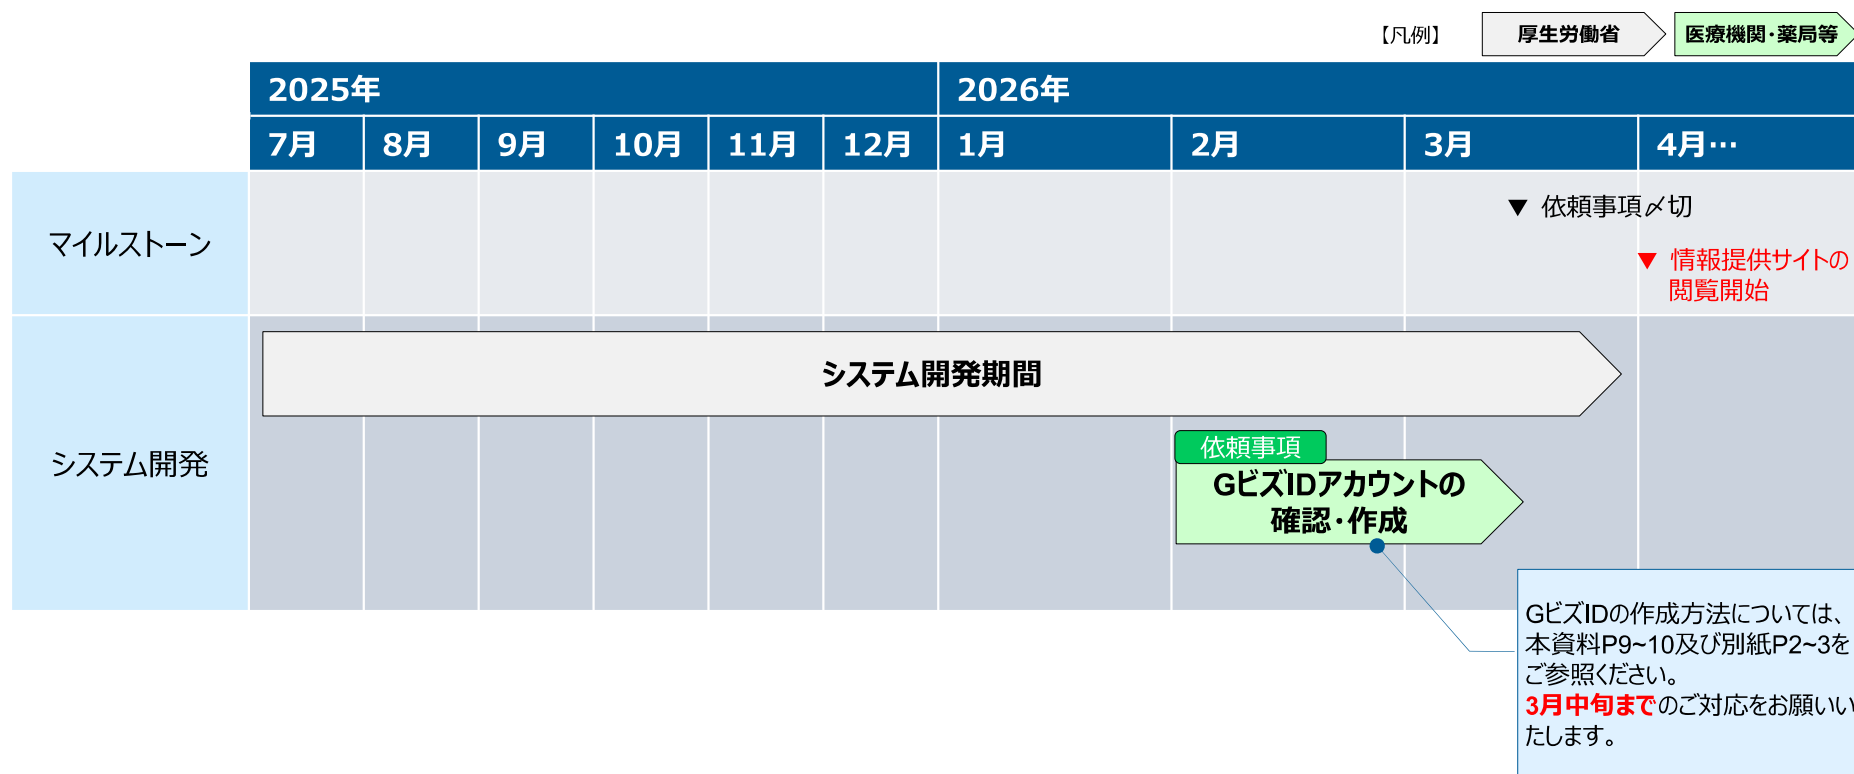 【凡例】 厚生労働省 医療機関・薬局等
2025年 2026年
7月 8月 9月 10月 11月 12月 1月 2月 3月 4月…
マイルストーン
▼ 依頼事項〆切
▼ 情報提供サイトの
閲覧開始
システム開発
システム開発期間
依頼事項
GビズIDアカウントの
確認・作成
GビズIDの作成方法については、
本資料P9~10及び別紙P2~3を
ご参照ください。
3月中旬までのご対応をお願いい
たします。